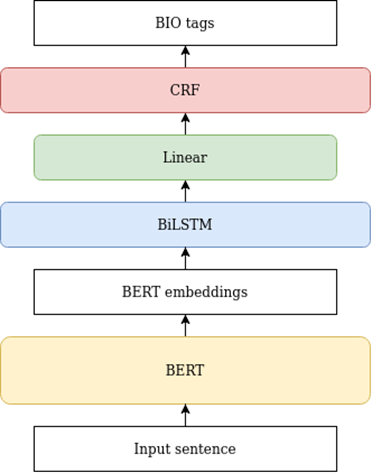 BIO tags
CRF
Linear
BiLSTM
BERT embeddings
BERT
Input sentence